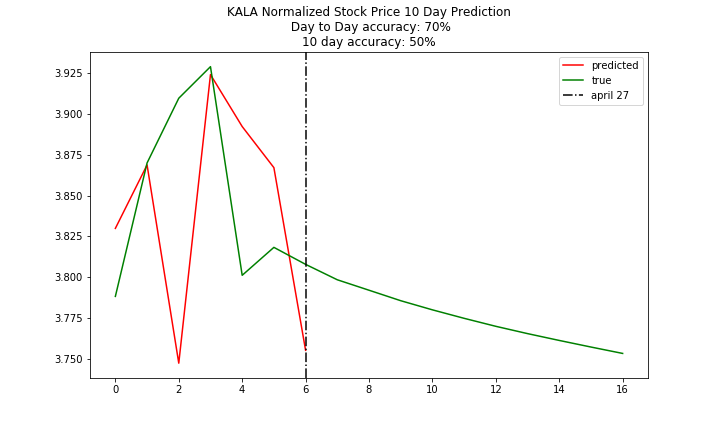 KALA Normalized Stock Price 10 Day Prediction
Day to Day accuracy: 70%
10 day accuracy: 50%
predicted
true
april 27
3.925
3.900
3.875
3.850
3.825
3.800
3.775
3.750
0 2 4 6 8 10 12 14 16